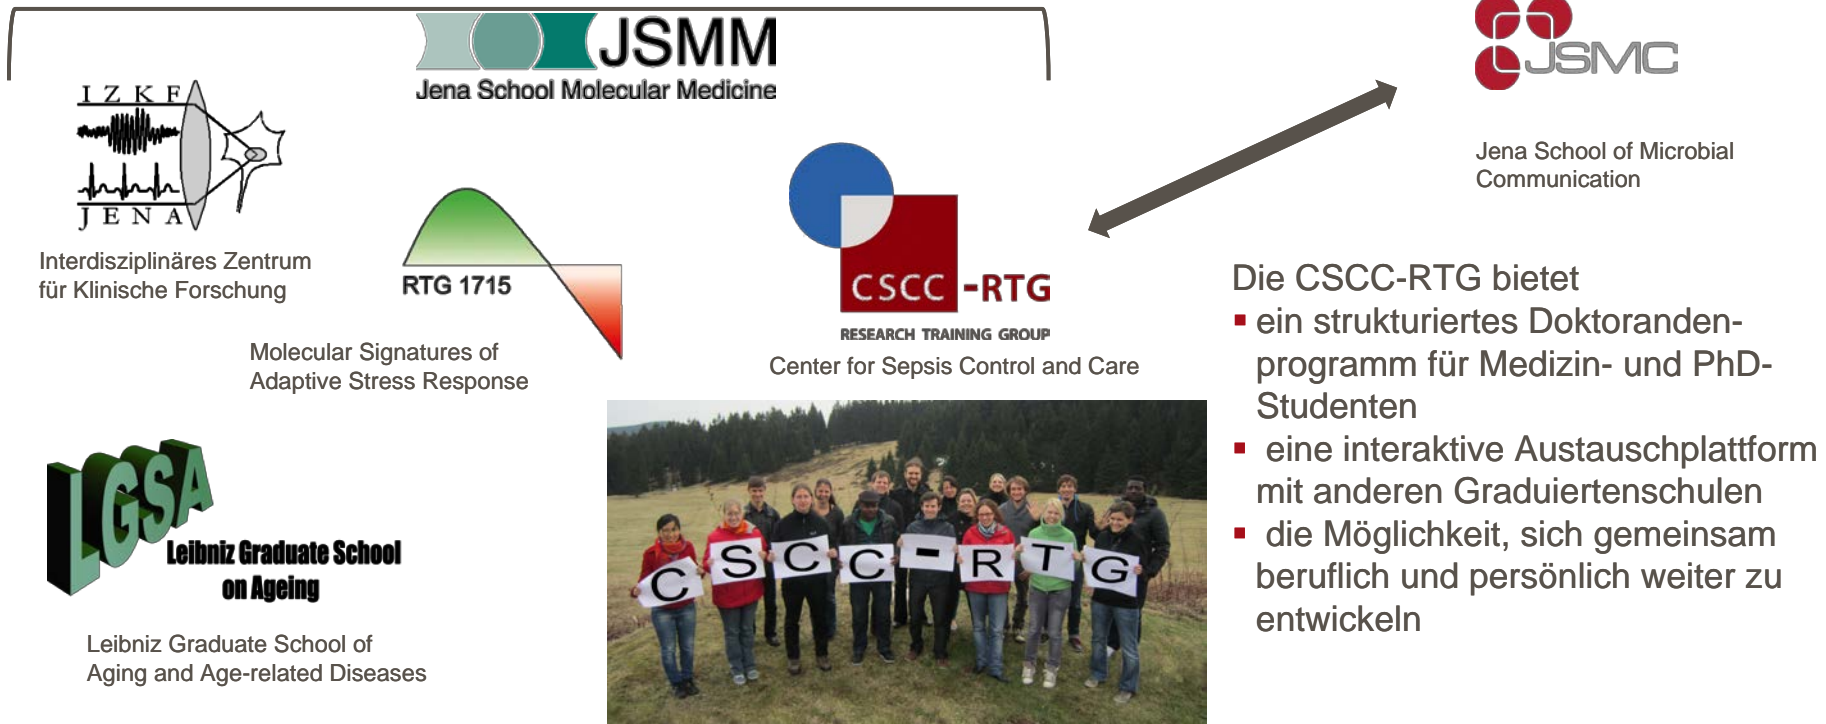 JSMM
Jena School Molecular Medicine
JSMC
Jena School of Microbial
Communication
IZKF
JENA
Interdisziplinäres Zentrum
für Klinische Forschung
RTG 1715
Molecular Signatures of
Adaptive Stress Response
CSCC -RTG
RESEARCH TRAINING GROUP
Center for Sepsis Control and Care
LGSA
Leibniz Graduate School
on Ageing
Leibniz Graduate School of
Aging and Age-related Diseases
CSCC-RTG
Die CSCC-RTG bietet
▪ ein strukturiertes Doktoranden-
programm für Medizin- und PhD-
Studenten
▪ eine interaktive Austauschplattform
mit anderen Graduiertenschulen
▪ die Möglichkeit, sich gemeinsam
beruflich und persönlich weiter zu
entwickeln